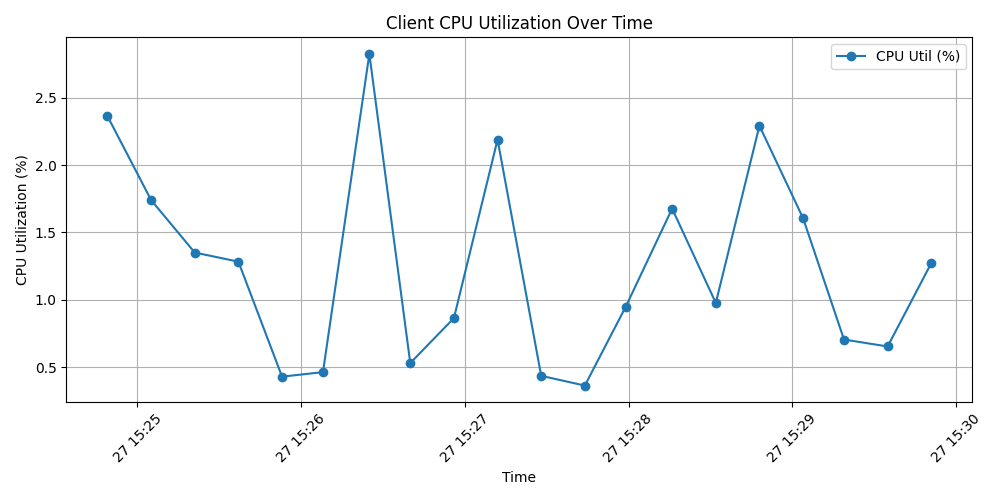 Client CPU Utilization Over Time
CPU Util (%)
CPU Utilization (%)
2.5
2.0
1.5
1.0
0.5
27 15:25
27 15:26
27 15:27
27 15:28
27 15:29
27 15:30
Time